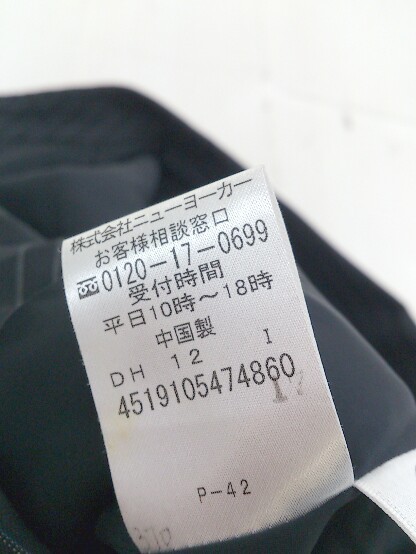 株式会社ニューヨーカー
お客様相談窓口
0120-17-0699
受付時間
平日10時～18時
中国製
DH 12 I
4519105474860
17
P-42